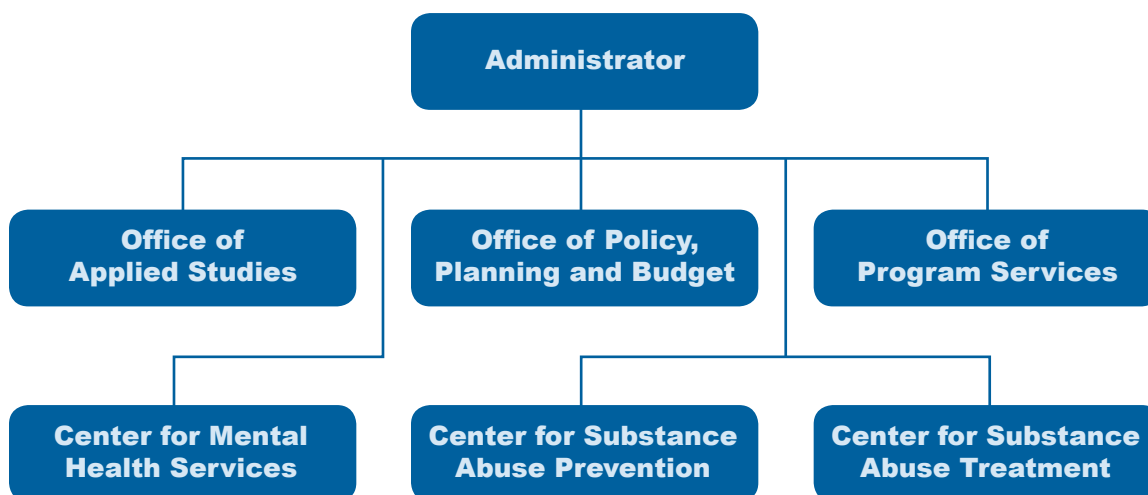 Administrator
Office of
Applied Studies
Office of Policy,
Planning and Budget
Office of
Program Services
Center for Mental
Health Services
Center for Substance
Abuse Prevention
Center for Substance
Abuse Treatment